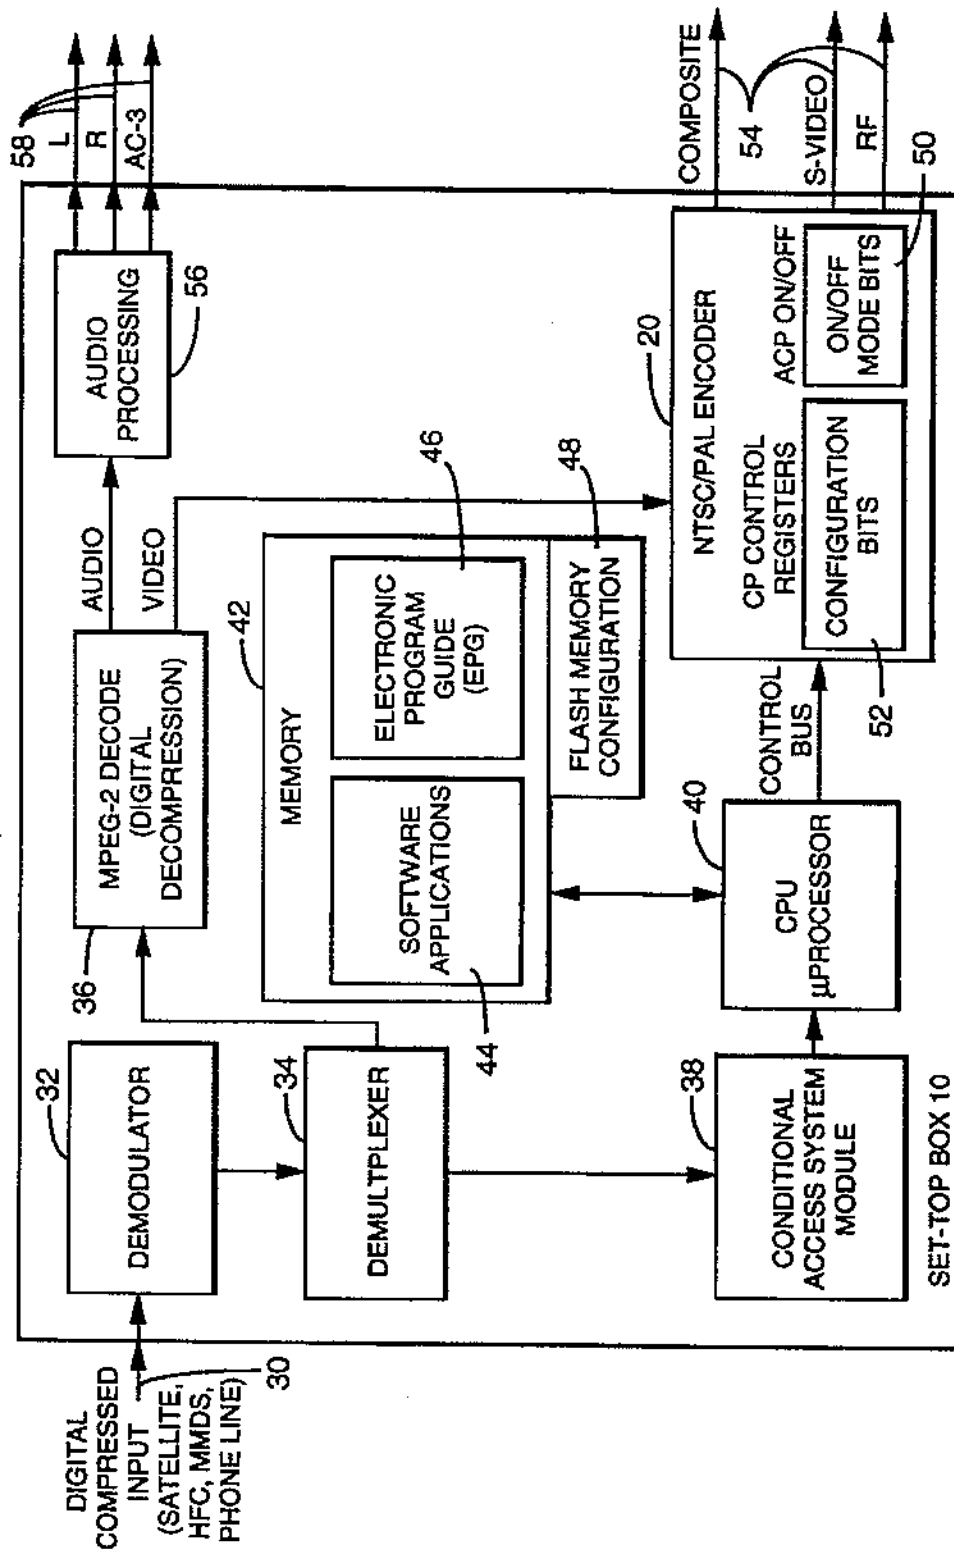 DIGITAL
COMPRESSED
INPUT
(SATELLITE,
HFC, MMDS,
PHONE LINE)
30
32
DEMODULATOR
34
DEMULTPLEXER
38
CONDITIONAL
ACCESS SYSTEM
MODULE
SET-TOP BOX 10
36
MPEG-2 DECODE
(DIGITAL
DECOMPRESSION)
AUDIO
VIDEO
42
MEMORY
SOFTWARE
APPLICATIONS
44
ELECTRONIC
PROGRAM
GUIDE
(EPG)
46
FLASH MEMORY
CONFIGURATION
48
40
CPU
µPROCESSOR
CONTROL
BUS
AUDIO
PROCESSING
56
58
L
R
AC-3
20
NTSC/PAL ENCODER
CP CONTROL
REGISTERS
ACP ON/OFF
CONFIGURATION
BITS
52
ON/OFF
MODE BITS
50
COMPOSITE
54
S-VIDEO
RF